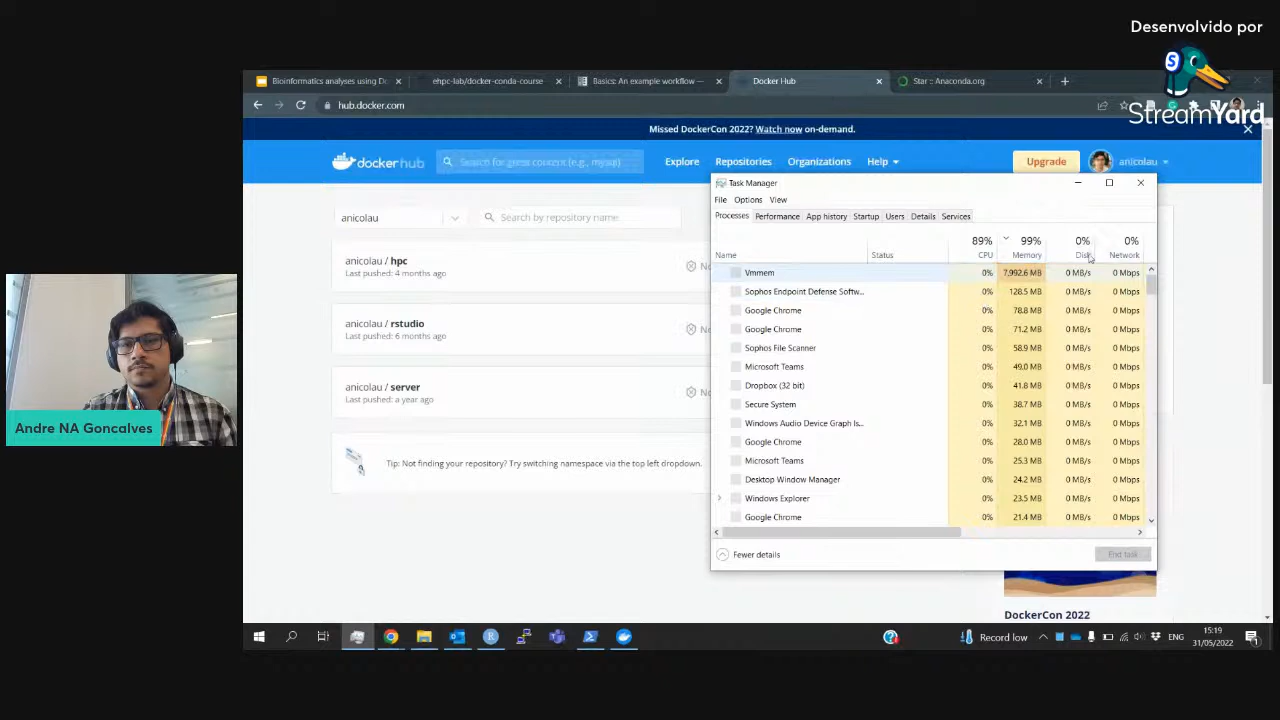 Desenvolvido por
StreamYard
Bioinformatics analyses using Do
ehpc-lab/docker-conda-course
Basics: An example workflow —
Docker Hub
Star :: Anaconda.org
hub.docker.com
Missed DockerCon 2022? Watch now on-demand.
dockerhub
Search for great content (e.g., mysql)
Explore
Repositories
Organizations
Help
Upgrade
anicolau
anicolau
Search by repository name
anicolau / hpc
Last pushed: 4 months ago
No
anicolau / rstudio
Last pushed: 6 months ago
No
anicolau / server
Last pushed: a year ago
No
Tip: Not finding your repository? Try switching namespace via the top left dropdown.
Task Manager
File Options View
Processes Performance App history Startup Users Details Services
89% 99% 0% 0%
Name Status CPU Memory Disk Network
Vmmem 0% 7,992.6 MB 0 MB/s 0 Mbps
Sophos Endpoint Defense Softw... 0% 128.5 MB 0 MB/s 0 Mbps
Google Chrome 0% 78.8 MB 0 MB/s 0 Mbps
Google Chrome 0% 71.2 MB 0 MB/s 0 Mbps
Sophos File Scanner 0% 58.9 MB 0 MB/s 0 Mbps
Microsoft Teams 0% 49.0 MB 0 MB/s 0 Mbps
Dropbox (32 bit) 0% 41.8 MB 0 MB/s 0 Mbps
Secure System 0% 38.7 MB 0 MB/s 0 Mbps
Windows Audio Device Graph Is... 0% 32.1 MB 0 MB/s 0 Mbps
Google Chrome 0% 28.0 MB 0 MB/s 0 Mbps
Microsoft Teams 0% 25.3 MB 0 MB/s 0 Mbps
Desktop Window Manager 0% 24.2 MB 0 MB/s 0 Mbps
Windows Explorer 0% 23.5 MB 0 MB/s 0 Mbps
Google Chrome 0% 21.4 MB 0 MB/s 0 Mbps
Fewer details
End task
DockerCon 2022
Andre NA Goncalves
Record low
ENG
15:19
31/05/2022